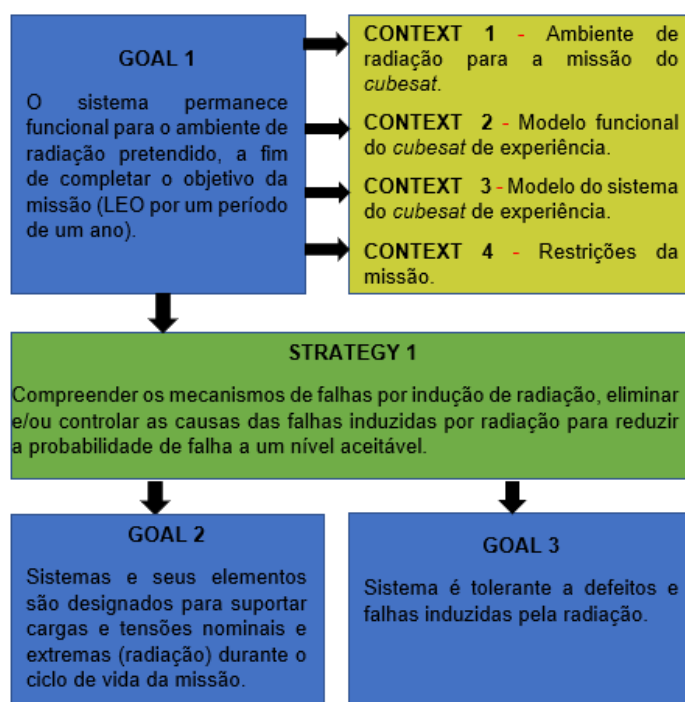 GOAL 1
O sistema permanece
funcional para o ambiente de
radiação pretendido, a fim
de completar o objetivo da
missão (LEO por um período
de um ano).
CONTEXT 1 - Ambiente de
radiação para a missão do
cubesat.
CONTEXT 2 - Modelo funcional
do cubesat de experiência.
CONTEXT 3 - Modelo do sistema
do cubesat de experiência.
CONTEXT 4 - Restrições da
missão.
STRATEGY 1
Compreender os mecanismos de falhas por indução de radiação, eliminar
e/ou controlar as causas das falhas induzidas por radiação para reduzir
a probabilidade de falha a um nível aceitável.
GOAL 2
Sistemas e seus elementos
são designados para suportar
cargas e tensões nominais e
extremas (radiação) durante o
ciclo de vida da missão.
GOAL 3
Sistema é tolerante a defeitos e
falhas induzidas pela radiação.